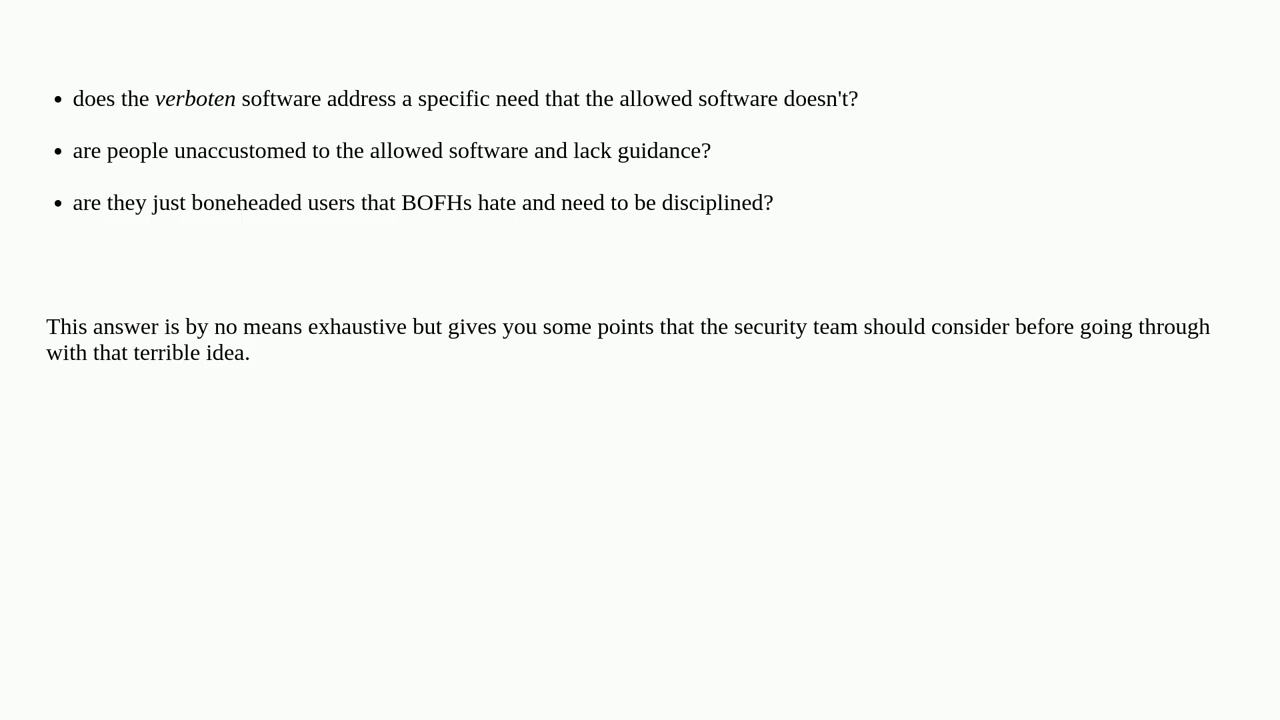 • does the verboten software address a specific need that the allowed software doesn't?
• are people unaccustomed to the allowed software and lack guidance?
• are they just boneheaded users that BOFHs hate and need to be disciplined?
This answer is by no means exhaustive but gives you some points that the security team should consider before going through
with that terrible idea.